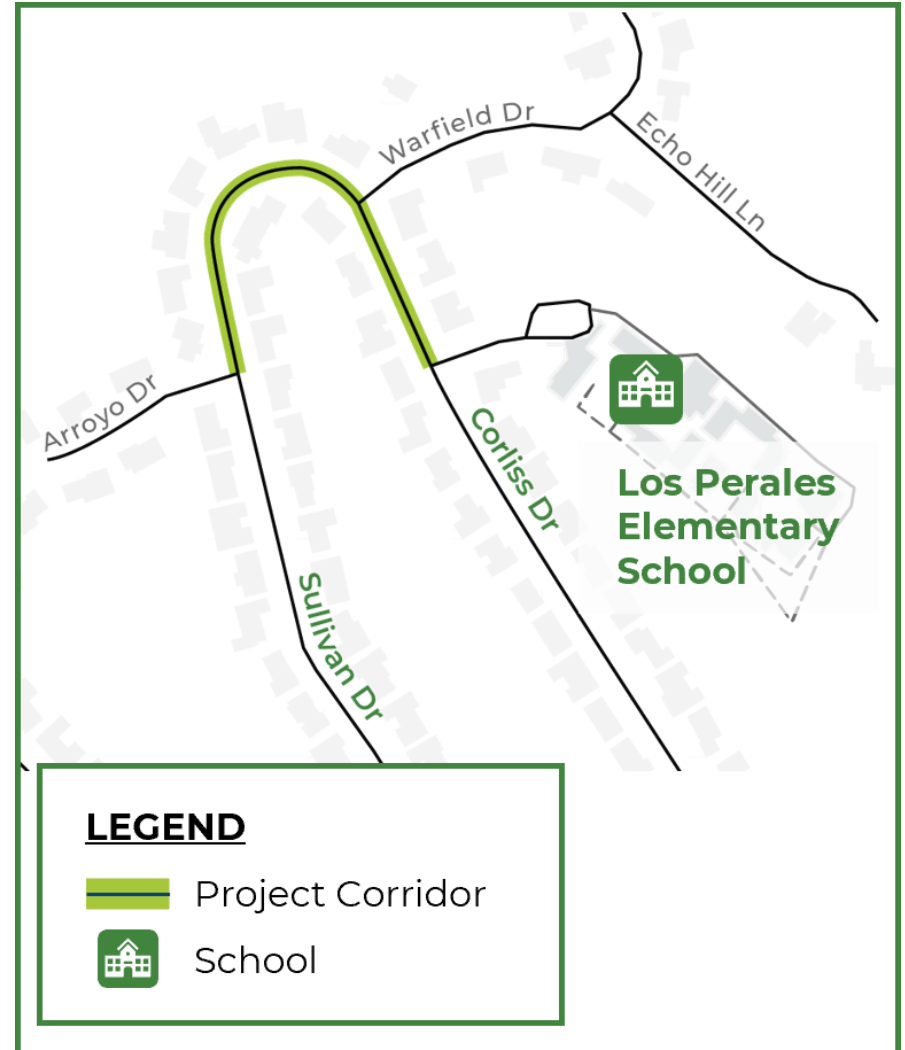 Warfield Dr
Echo Hill Ln
Arroyo Dr
Corliss Dr
Los Perales
Elementary
School
Sullivan Dr
LEGEND
Project Corridor
School